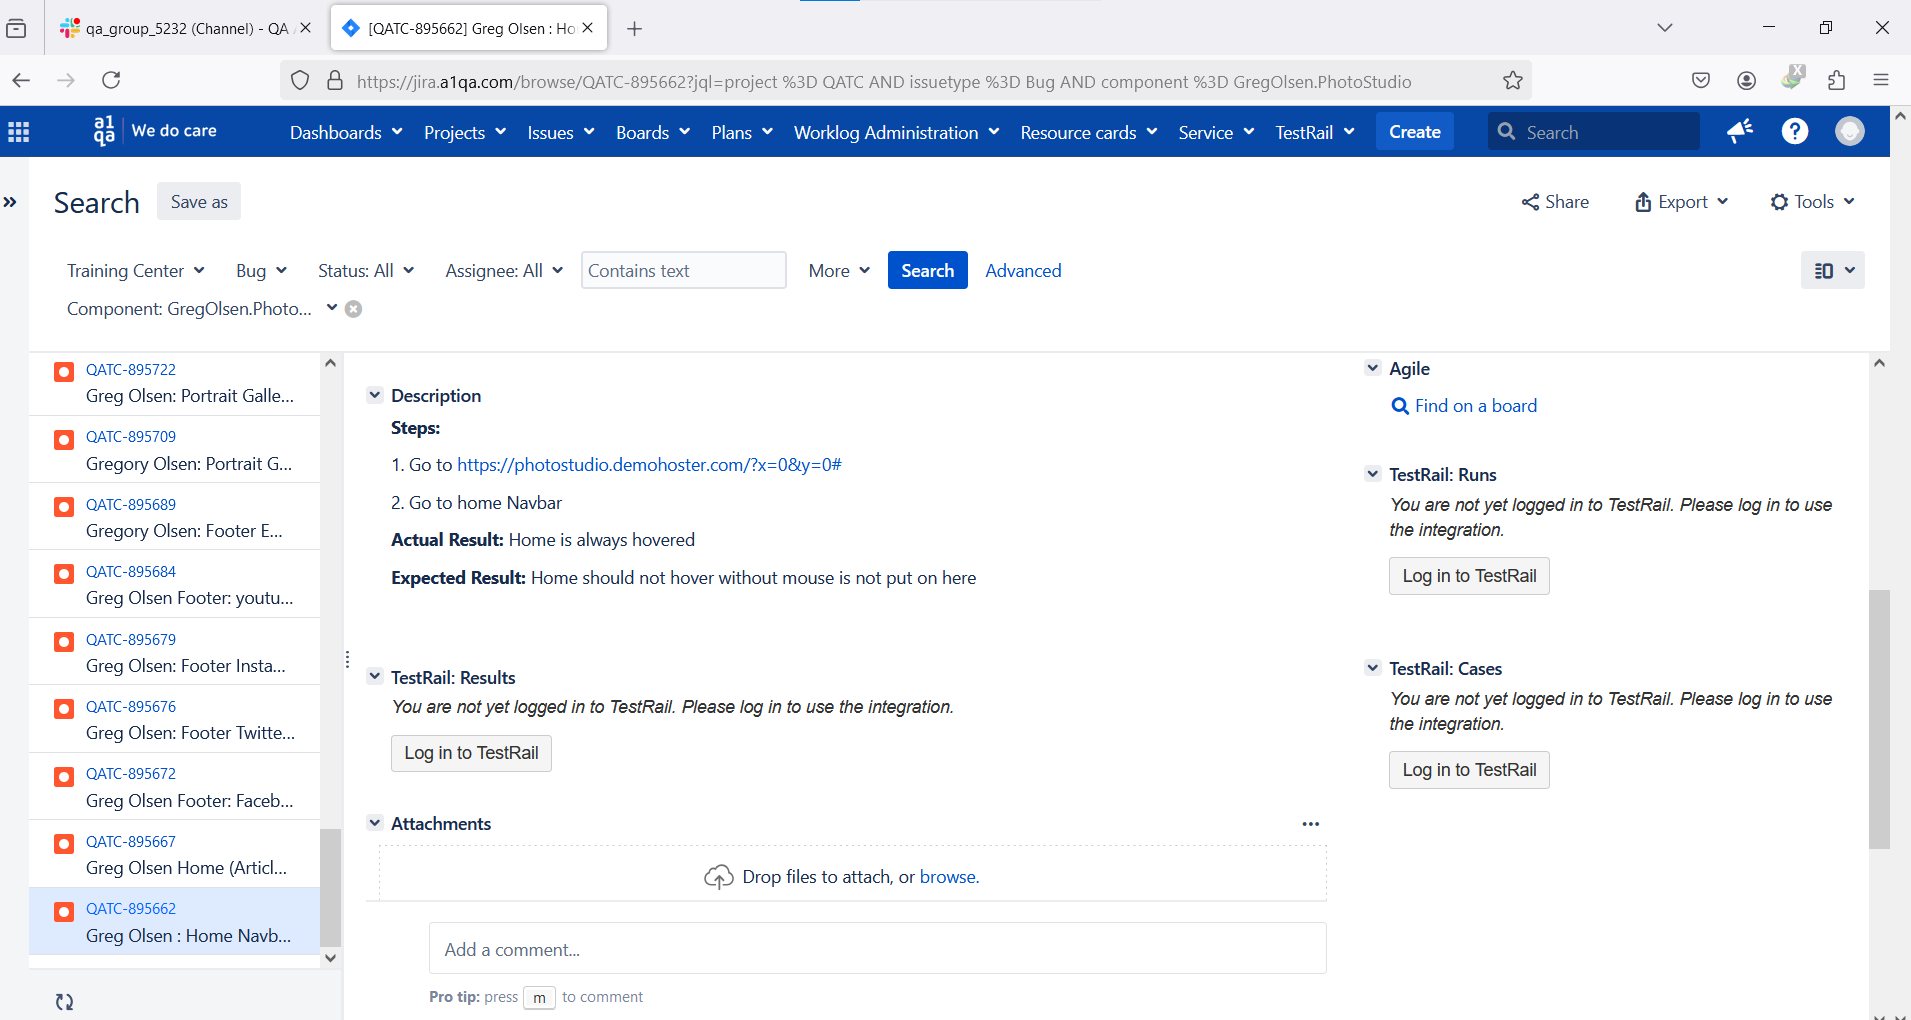 qa_group_5232 (Channel) - QA
[QATC-895662] Greg Olsen : Ho
https://jira.a1qa.com/browse/QATC-895662?jql=project %3D QATC AND issuetype %3D Bug AND component %3D GregOlsen.PhotoStudio
X
a1
qa
We do care
Dashboards
Projects
Issues
Boards
Plans
Worklog Administration
Resource cards
Service
TestRail
Create
Search
?
Search
Save as
Share
Export
Tools
Training Center
Bug
Status: All
Assignee: All
Contains text
More
Search
Advanced
Component: GregOlsen.Photo...
QATC-895722
Greg Olsen: Portrait Galle...
QATC-895709
Gregory Olsen: Portrait G...
QATC-895689
Gregory Olsen: Footer E...
QATC-895684
Greg Olsen Footer: youtu...
QATC-895679
Greg Olsen: Footer Insta...
QATC-895676
Greg Olsen: Footer Twitte...
QATC-895672
Greg Olsen Footer: Faceb...
QATC-895667
Greg Olsen Home (Articl...
QATC-895662
Greg Olsen : Home Navb...
Description
Steps:
1. Go to https://photostudio.demohoster.com/?x=0&y=0#
2. Go to home Navbar
Actual Result: Home is always hovered
Expected Result: Home should not hover without mouse is not put on here
TestRail: Results
You are not yet logged in to TestRail. Please log in to use the integration.
Log in to TestRail
Attachments
Drop files to attach, or browse.
Add a comment...
Pro tip: press m to comment
Agile
Find on a board
TestRail: Runs
You are not yet logged in to TestRail. Please log in to use
the integration.
Log in to TestRail
TestRail: Cases
You are not yet logged in to TestRail. Please log in to use
the integration.
Log in to TestRail